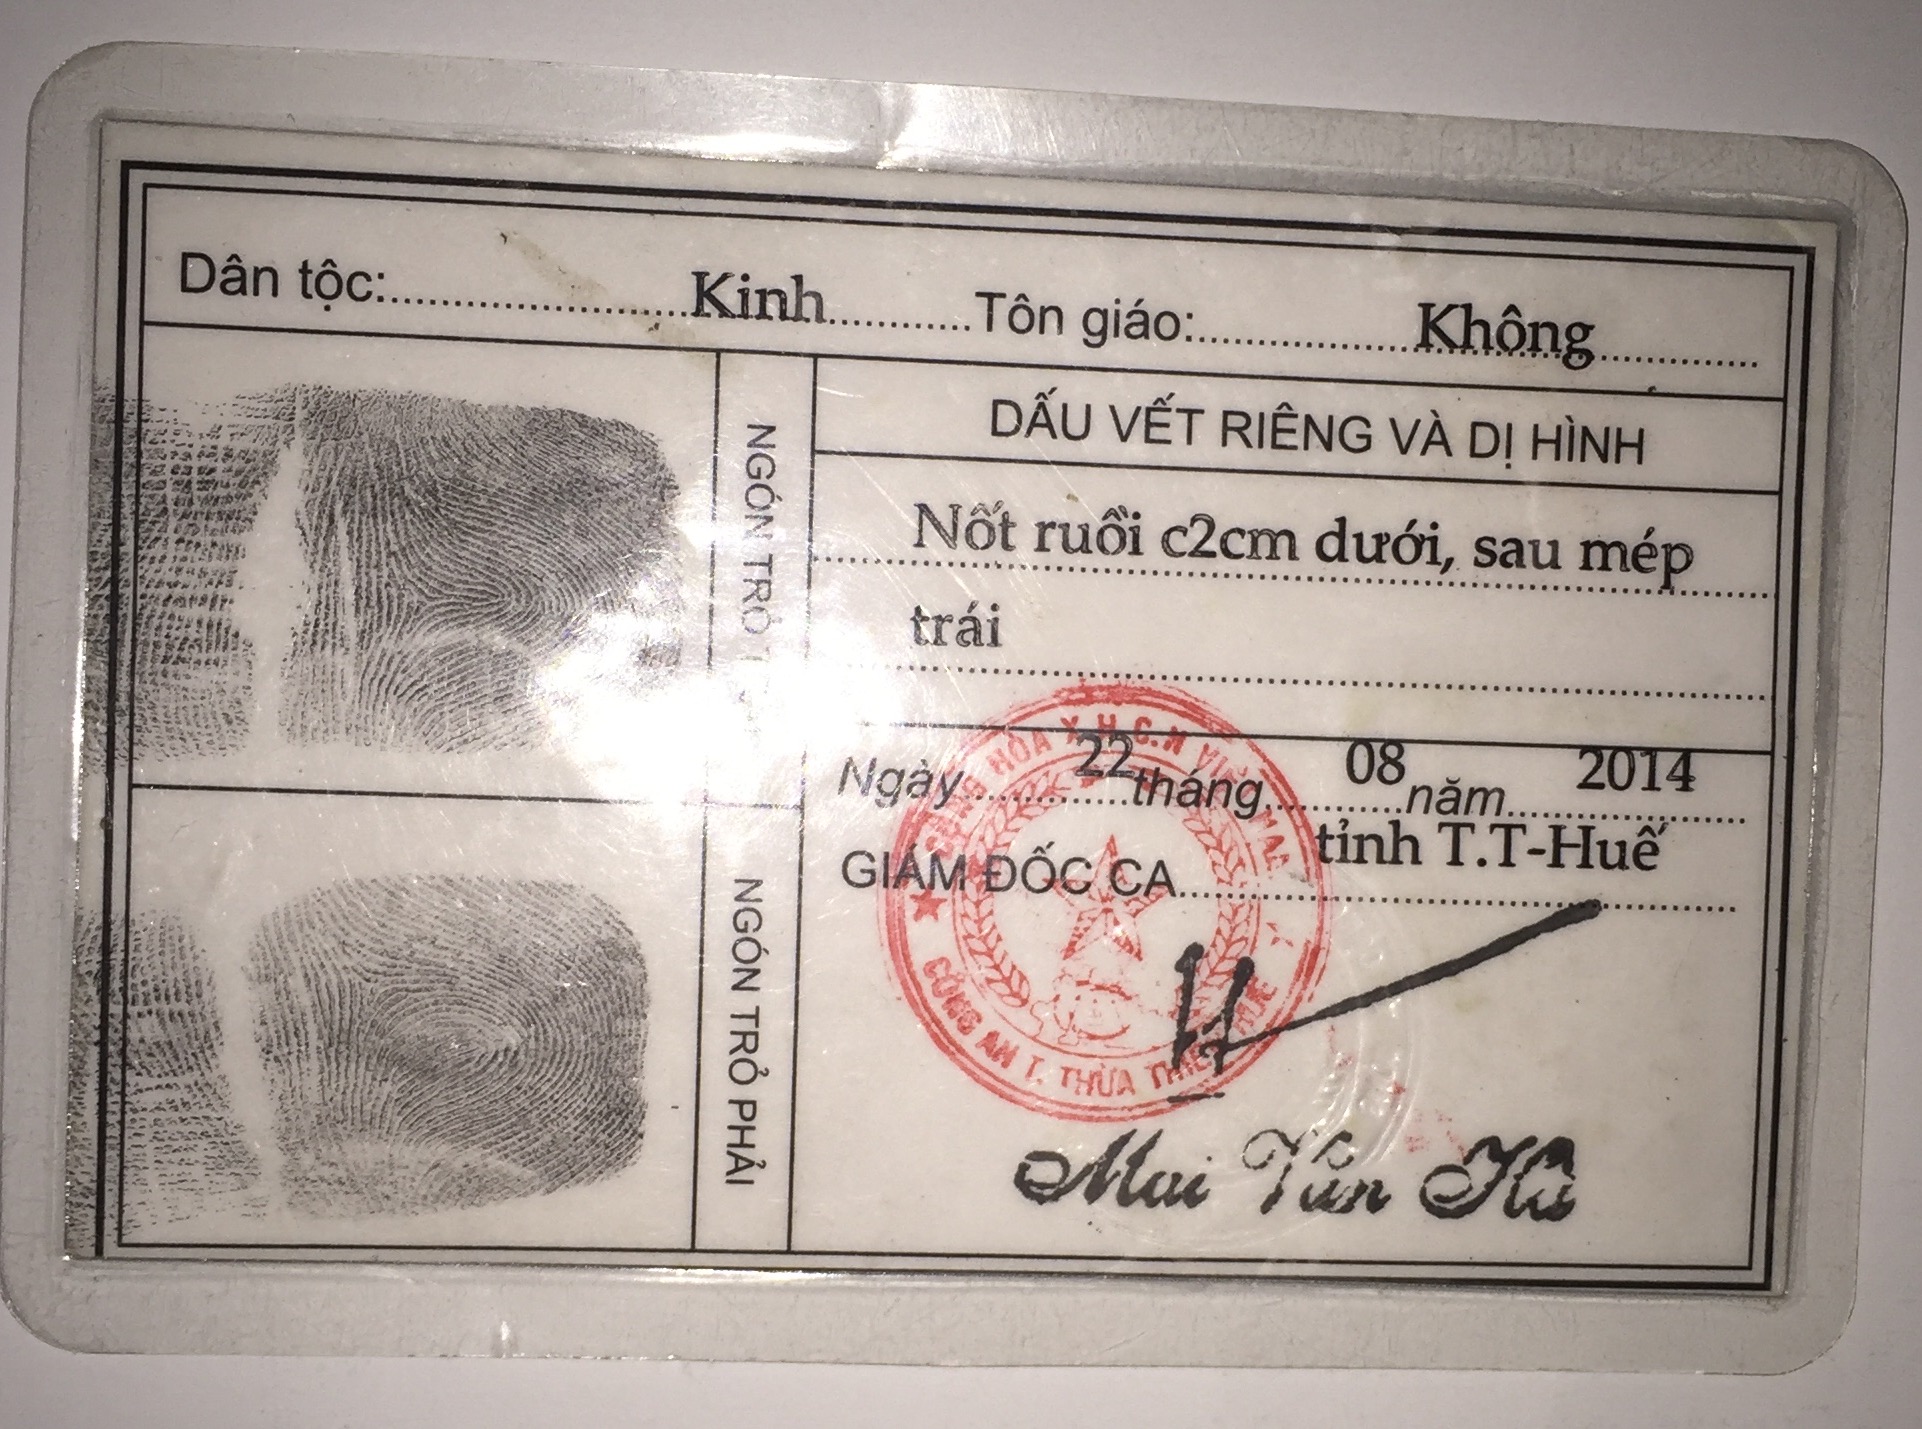 Dân tộc: Kinh Tôn giáo: Không
NGÓN TRỎ
DẤU VẾT RIÊNG VÀ DỊ HÌNH
Nốt ruồi c2cm dưới, sau mép
trái
Ngày 22 tháng 08 năm 2014
GIÁM ĐỐC CA tỉnh T.T-Huế
NGÓN TRỎ PHẢI
HÒA X.H.C.N VIỆT NAM
CÔNG AN T. THỪA THIÊN HUẾ
Mai Văn Hà